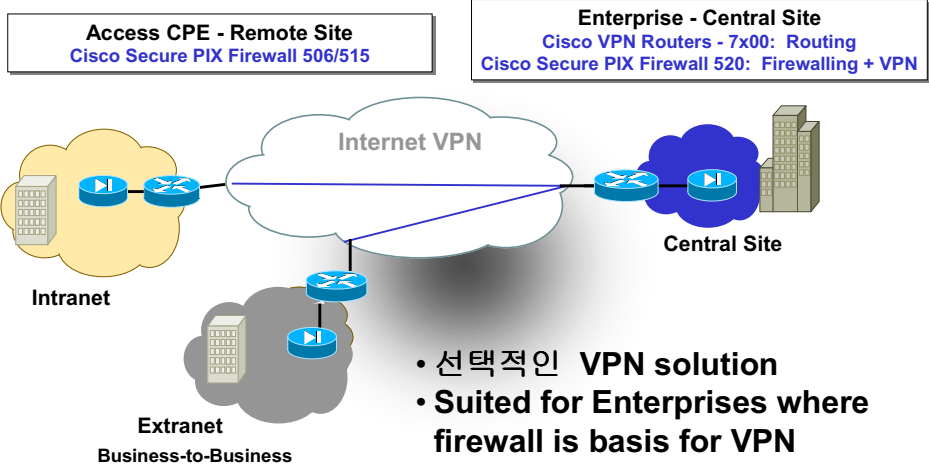 Access CPE - Remote Site
Cisco Secure PIX Firewall 506/515
Enterprise - Central Site
Cisco VPN Routers - 7x00: Routing
Cisco Secure PIX Firewall 520: Firewalling + VPN
Internet VPN
Central Site
Intranet
Extranet
Business-to-Business
• 선택적인 VPN solution
• Suited for Enterprises where
firewall is basis for VPN